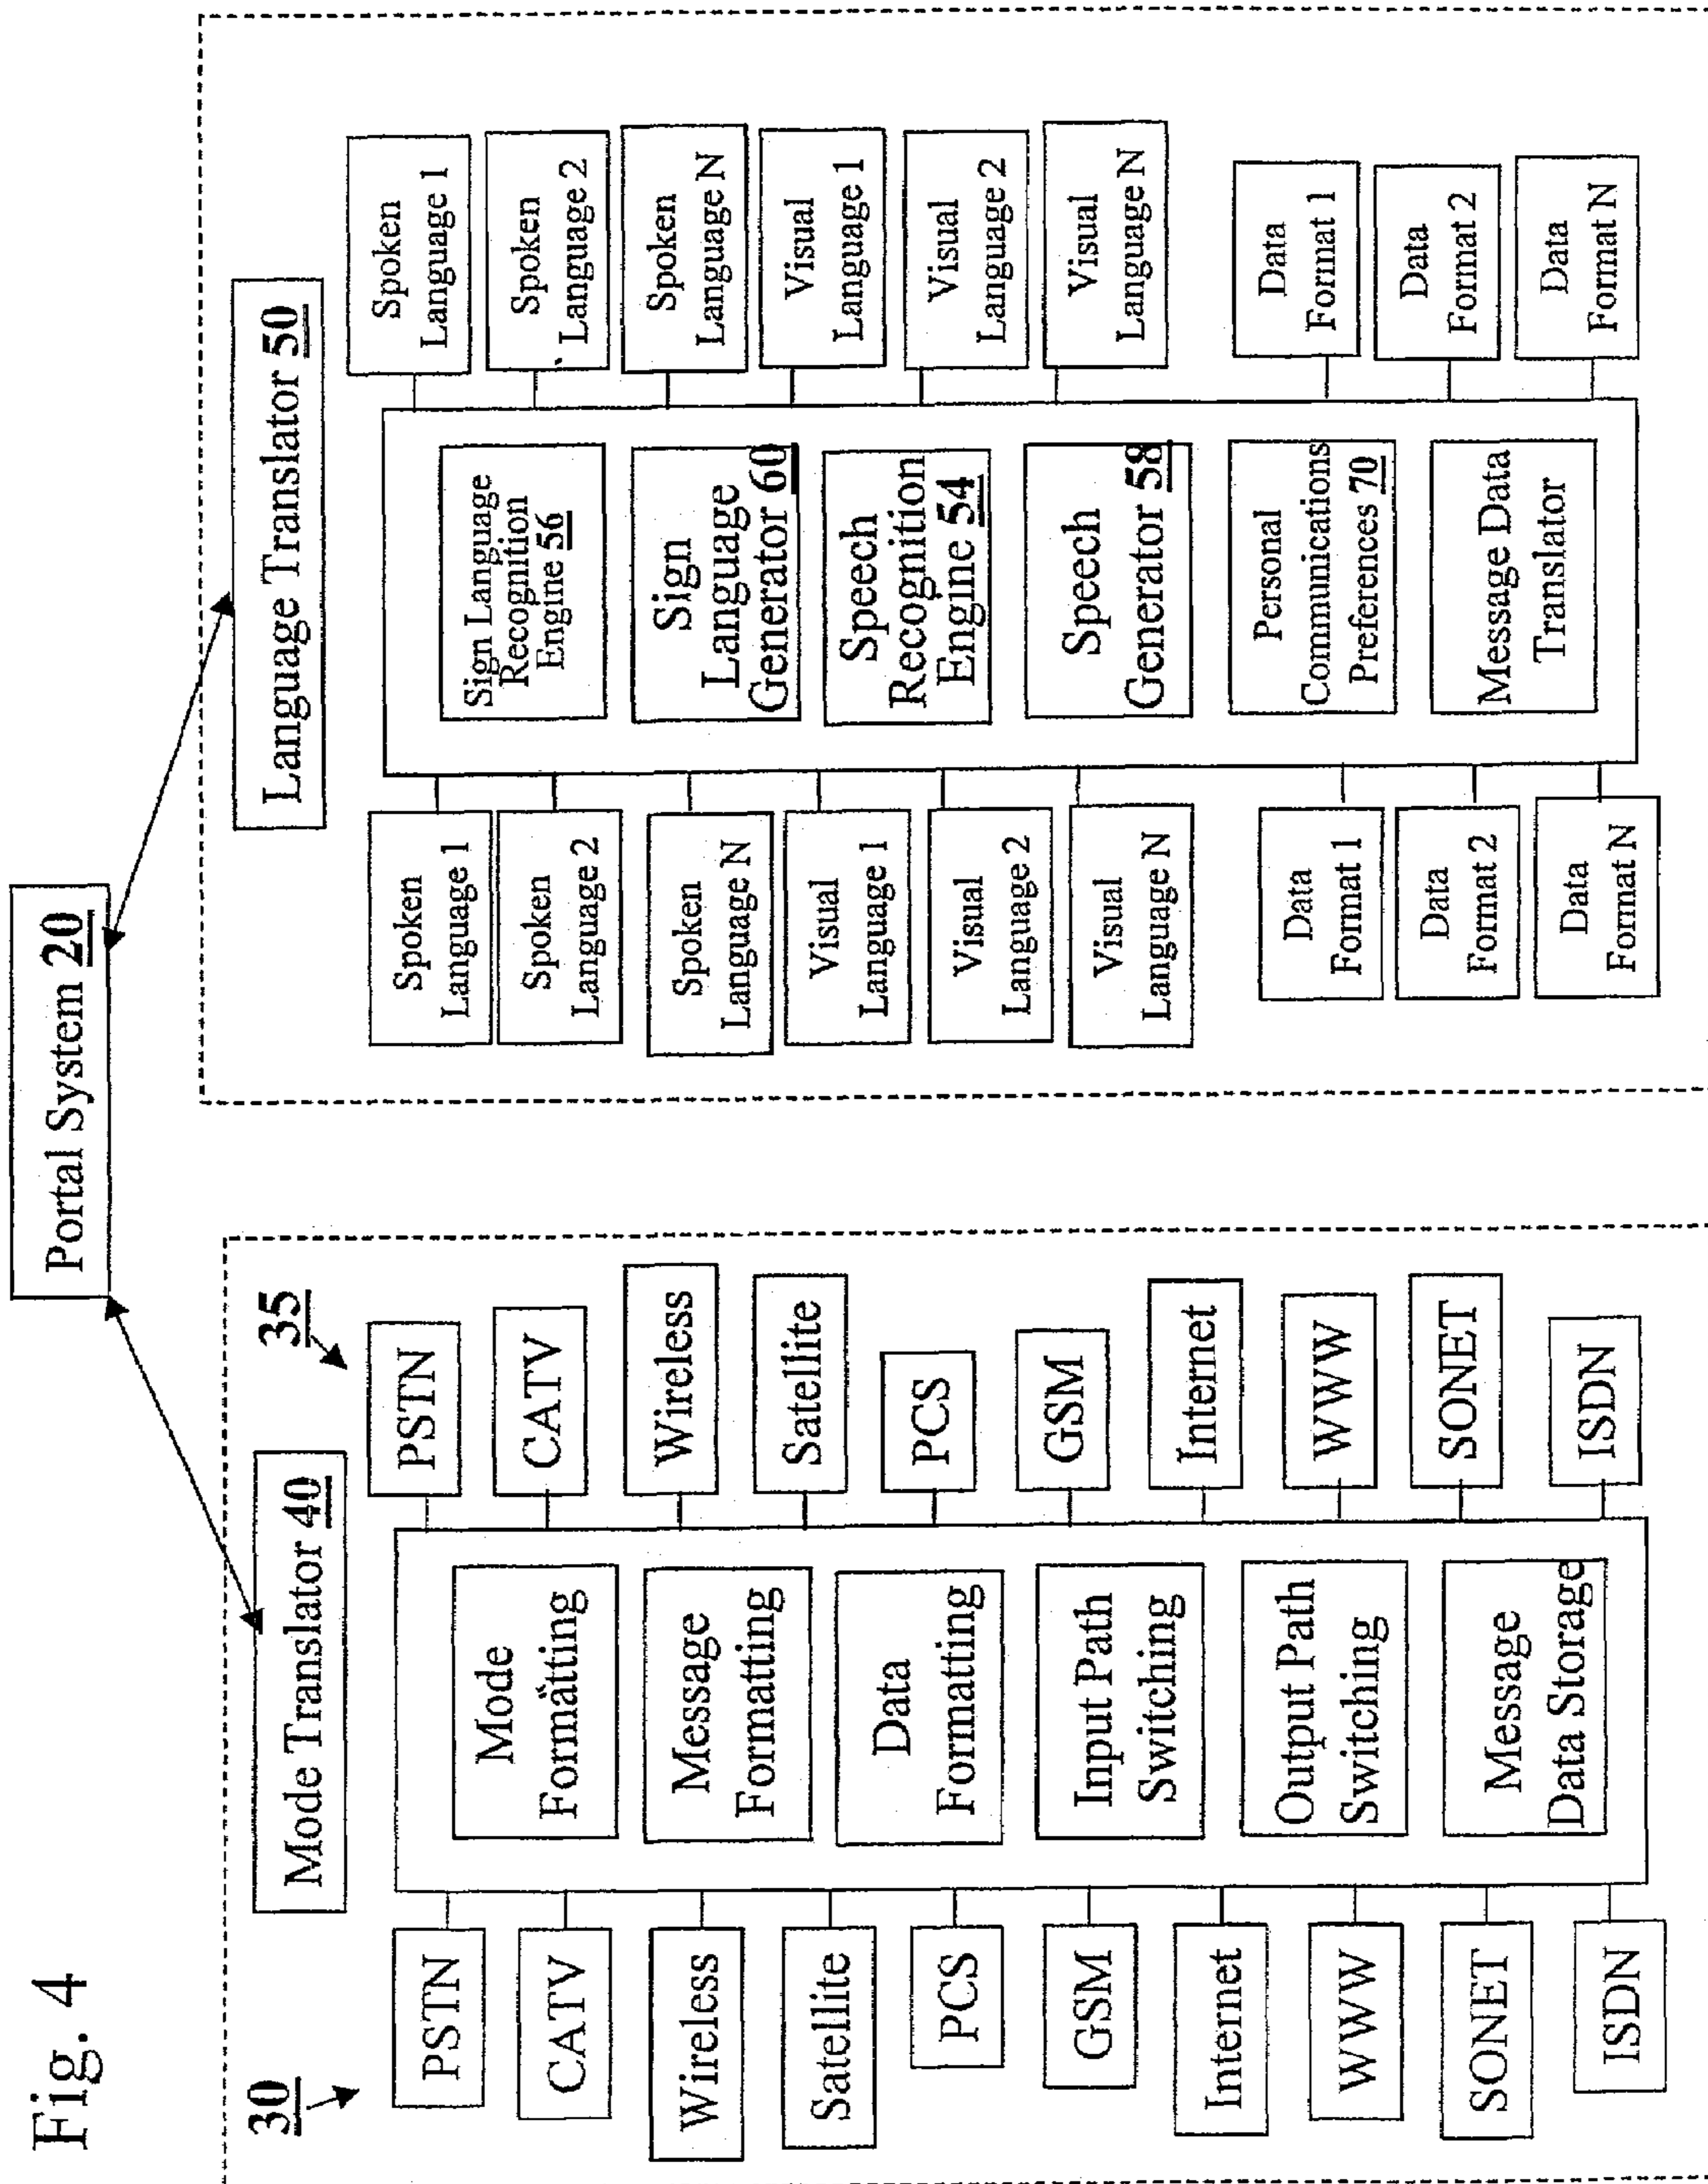 Fig. 4
Portal System 20
Mode Translator 40
30
35
PSTN
CATV
Wireless
Satellite
PCS
GSM
Internet
WWW
SONET
ISDN
Mode
Formatting
Message
Formatting
Data
Formatting
Input Path
Switching
Output Path
Switching
Message
Data Storage
PSTN
CATV
Wireless
Satellite
PCS
GSM
Internet
WWW
SONET
ISDN
Language Translator 50
Spoken
Language 1
Spoken
Language 2
Spoken
Language N
Visual
Language 1
Visual
Language 2
Visual
Language N
Data
Format 1
Data
Format 2
Data
Format N
Sign Language
Recognition
Engine 56
Sign
Language
Generator 60
Speech
Recognition
Engine 54
Speech
Generator 58
Personal
Communications
Preferences 70
Message Data
Translator
Spoken
Language 1
Spoken
Language 2
Spoken
Language N
Visual
Language 1
Visual
Language 2
Visual
Language N
Data
Format 1
Data
Format 2
Data
Format N